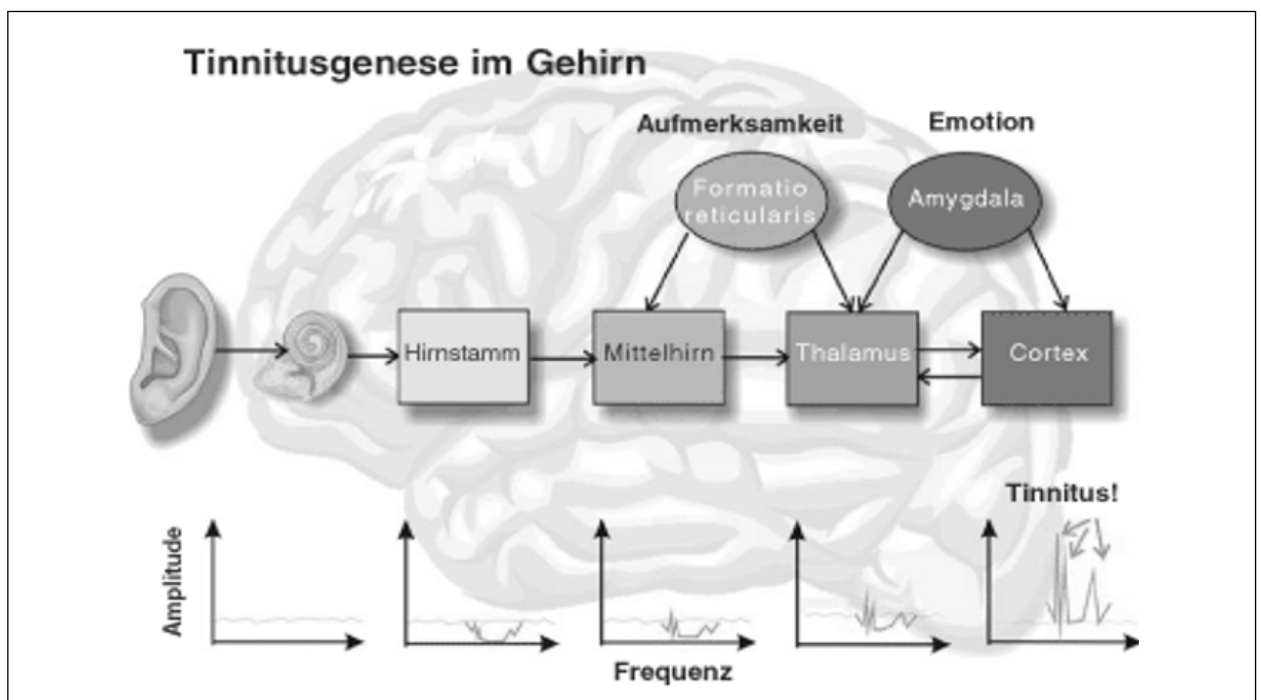 Tinnitusgenese im Gehirn
Aufmerksamkeit
Emotion
Formatio
reticularis
Amygdala
Hirnstamm
Mittelhirn
Thalamus
Cortex
Tinnitus!
Amplitude
Frequenz